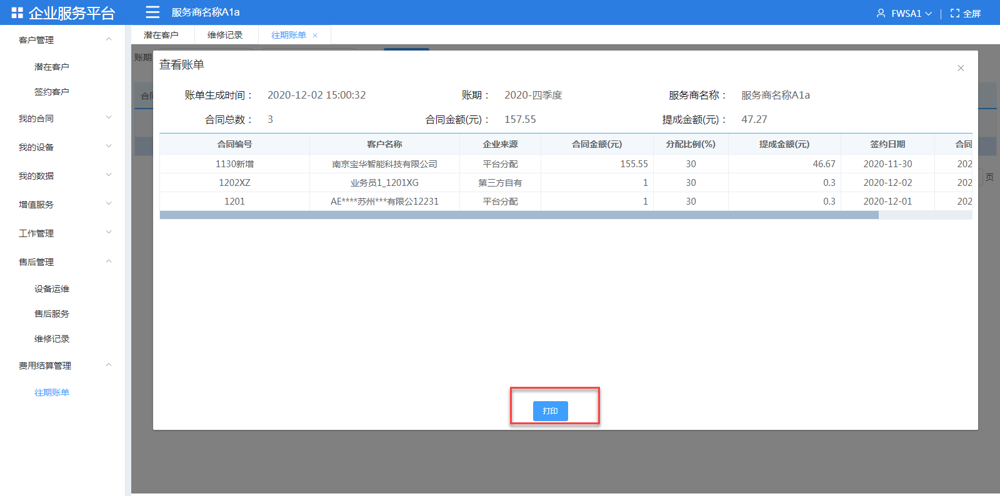 企业服务平台 服务商名称A1a FWSA1 全屏
潜在客户 维修记录 往期账单
客户管理
潜在客户
签约客户
我的合同
我的设备
我的数据
增值服务
工作管理
售后管理
设备运维
售后服务
维修记录
费用结算管理
往期账单
账期
查看账单
账单生成时间： 2020-12-02 15:00:32 账期： 2020-四季度 服务商名称： 服务商名称A1a
合同总数： 3 合同金额(元)： 157.55 提成金额(元)： 47.27
合同编号 客户名称 企业来源 合同金额(元) 分配比例(%) 提成金额(元) 签约日期 合同
1130新增 南京宝华智能科技有限公司 平台分配 155.55 30 46.67 2020-11-30 202
1202XZ 业务员1_1201XG 第三方自有 1 30 0.3 2020-12-02 202
1201 AE****苏州***有限公12231 平台分配 1 30 0.3 2020-12-01 202
页
打印